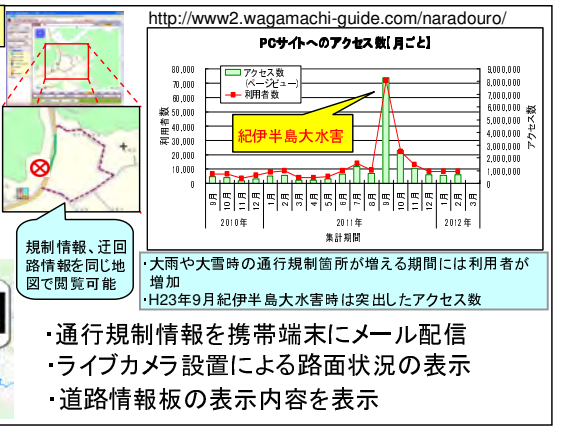 http://www2.wagamachi-guide.com/naradouro/
PCサイトへのアクセス数【月ごと】
アクセス数
(ページビュー)
利用者数
80,000
70,000
60,000
50,000
40,000
30,000
20,000
10,000
0
利用者数
9,000,000
8,000,000
7,000,000
6,000,000
5,000,000
4,000,000
3,000,000
2,000,000
1,000,000
0
アクセス数
紀伊半島大水害
9月 10月 11月 12月 1月 2月 3月 4月 5月 6月 7月 8月 9月 10月 11月 12月 1月 2月 3月
2010年 2011年 2012年
集計期間
規制情報、迂回
路情報を同じ地
図で閲覧可能
・大雨や大雪時の通行規制箇所が増える期間には利用者が
増加
・H23年9月紀伊半島大水害時は突出したアクセス数
・通行規制情報を携帯端末にメール配信
・ライブカメラ設置による路面状況の表示
・道路情報板の表示内容を表示